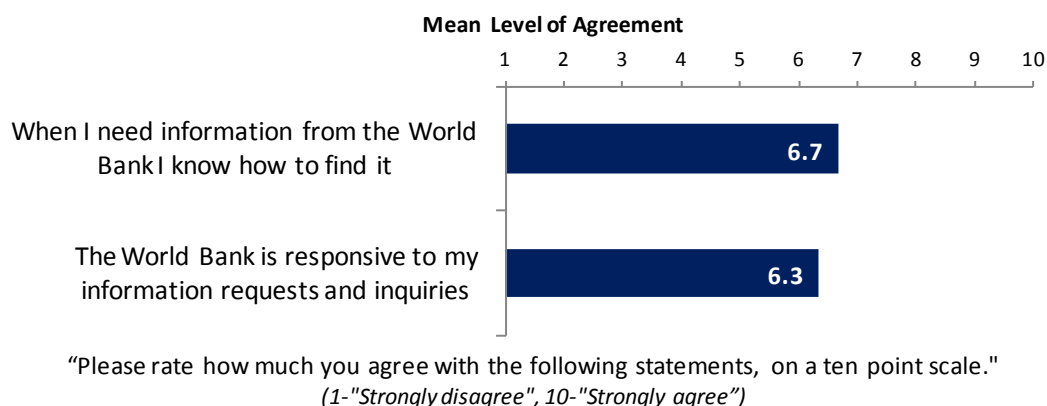 Mean Level of Agreement
1 2 3 4 5 6 7 8 9 10
When I need information from the World
Bank I know how to find it
6.7
The World Bank is responsive to my
information requests and inquiries
6.3
“Please rate how much you agree with the following statements, on a ten point scale."
(1-"Strongly disagree", 10-"Strongly agree”)